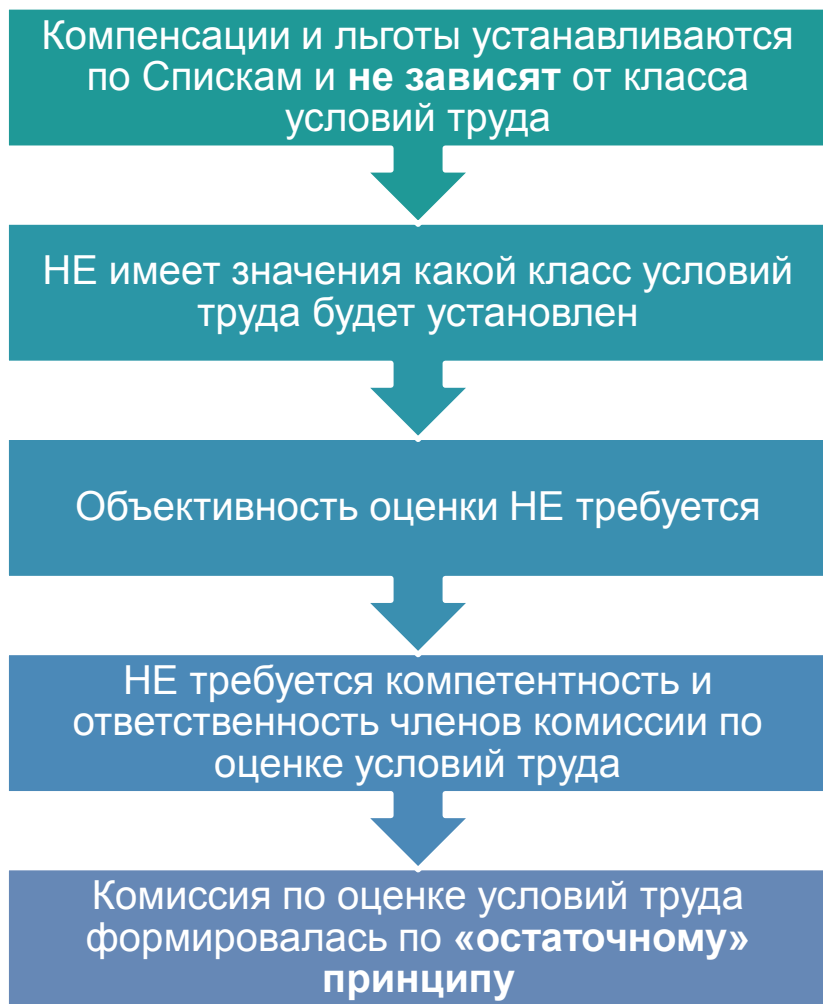 Компенсации и льготы устанавливаются
по Спискам и не зависят от класса
условий труда
НЕ имеет значения какой класс условий
труда будет установлен
Объективность оценки НЕ требуется
НЕ требуется компетентность и
ответственность членов комиссии по
оценке условий труда
Комиссия по оценке условий труда
формировалась по «остаточному»
принципу